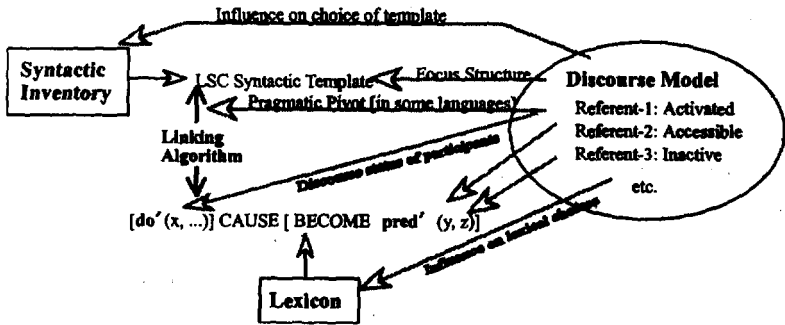 Influence on choice of template
Syntactic
Inventory
LSC Syntactic Template
Focus Structure
Discourse Model
Pragmatic Pivot [in some languages)
Referent-1: Activated
Referent-2: Accessible
Referent-3: Inactive
etc.
Linking
Algorithm
Discourse status of participants
[do′ (x, ...)] CAUSE [ BECOME pred′ (y, z)]
Influence on lexical choices
Lexicon